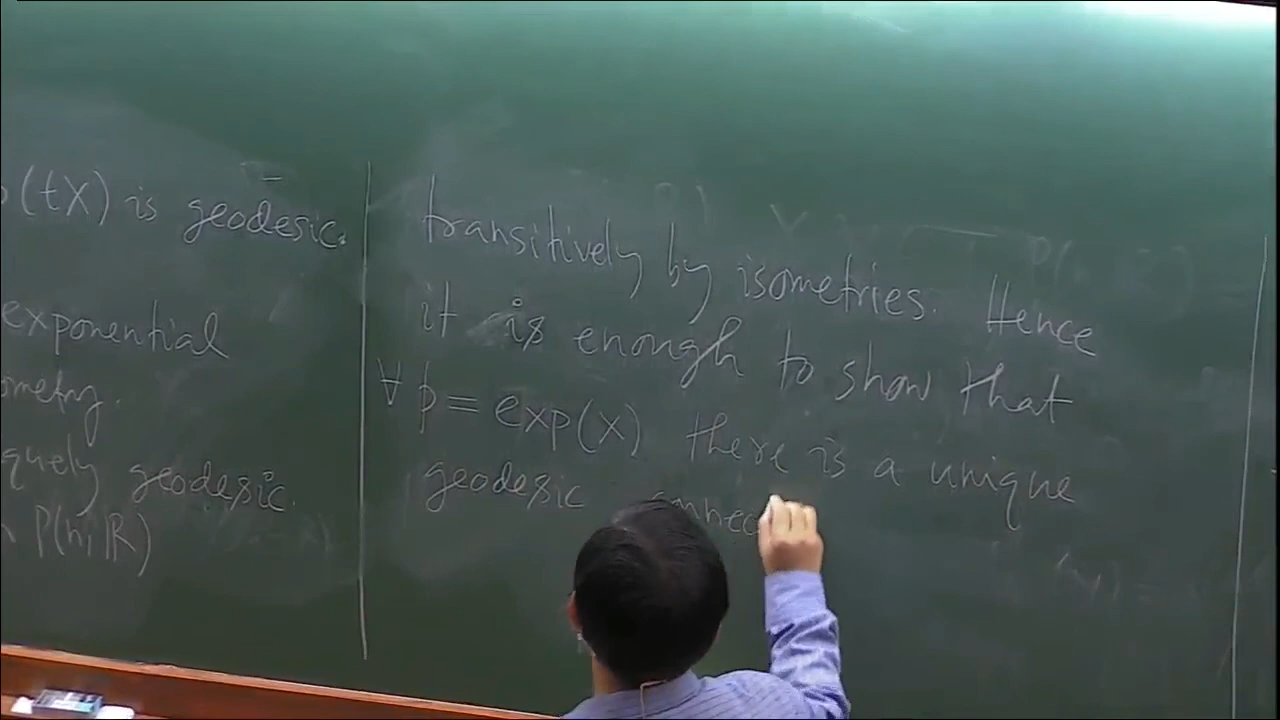 (tX) is geodesic.
exponential
ometry.
quely geodesic.
P(n, ℝ)
transitively by isometries. Hence
it is enough to show that
∀ p = exp(X) there is a unique
geodesic connec